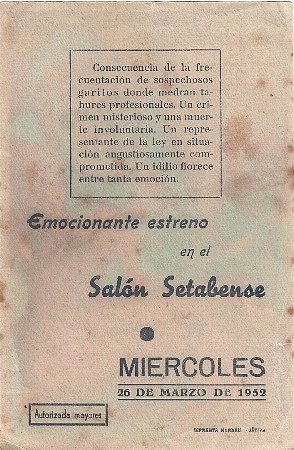 Consecuencia de la fre-
cuentación de sospechosos
garitos donde medran ta-
hures profesionales. Un cri-
men misterioso y una muer-
te involuntaria. Un repre-
sentante de la ley en situa-
ción angustiosamente com-
prometida. Un idilio florece
entre tanta emoción.
Emocionante estreno
en el
Salón Setabense
MIERCOLES
26 DE MARZO DE 1952
Autorizada mayores
IMPRENTA